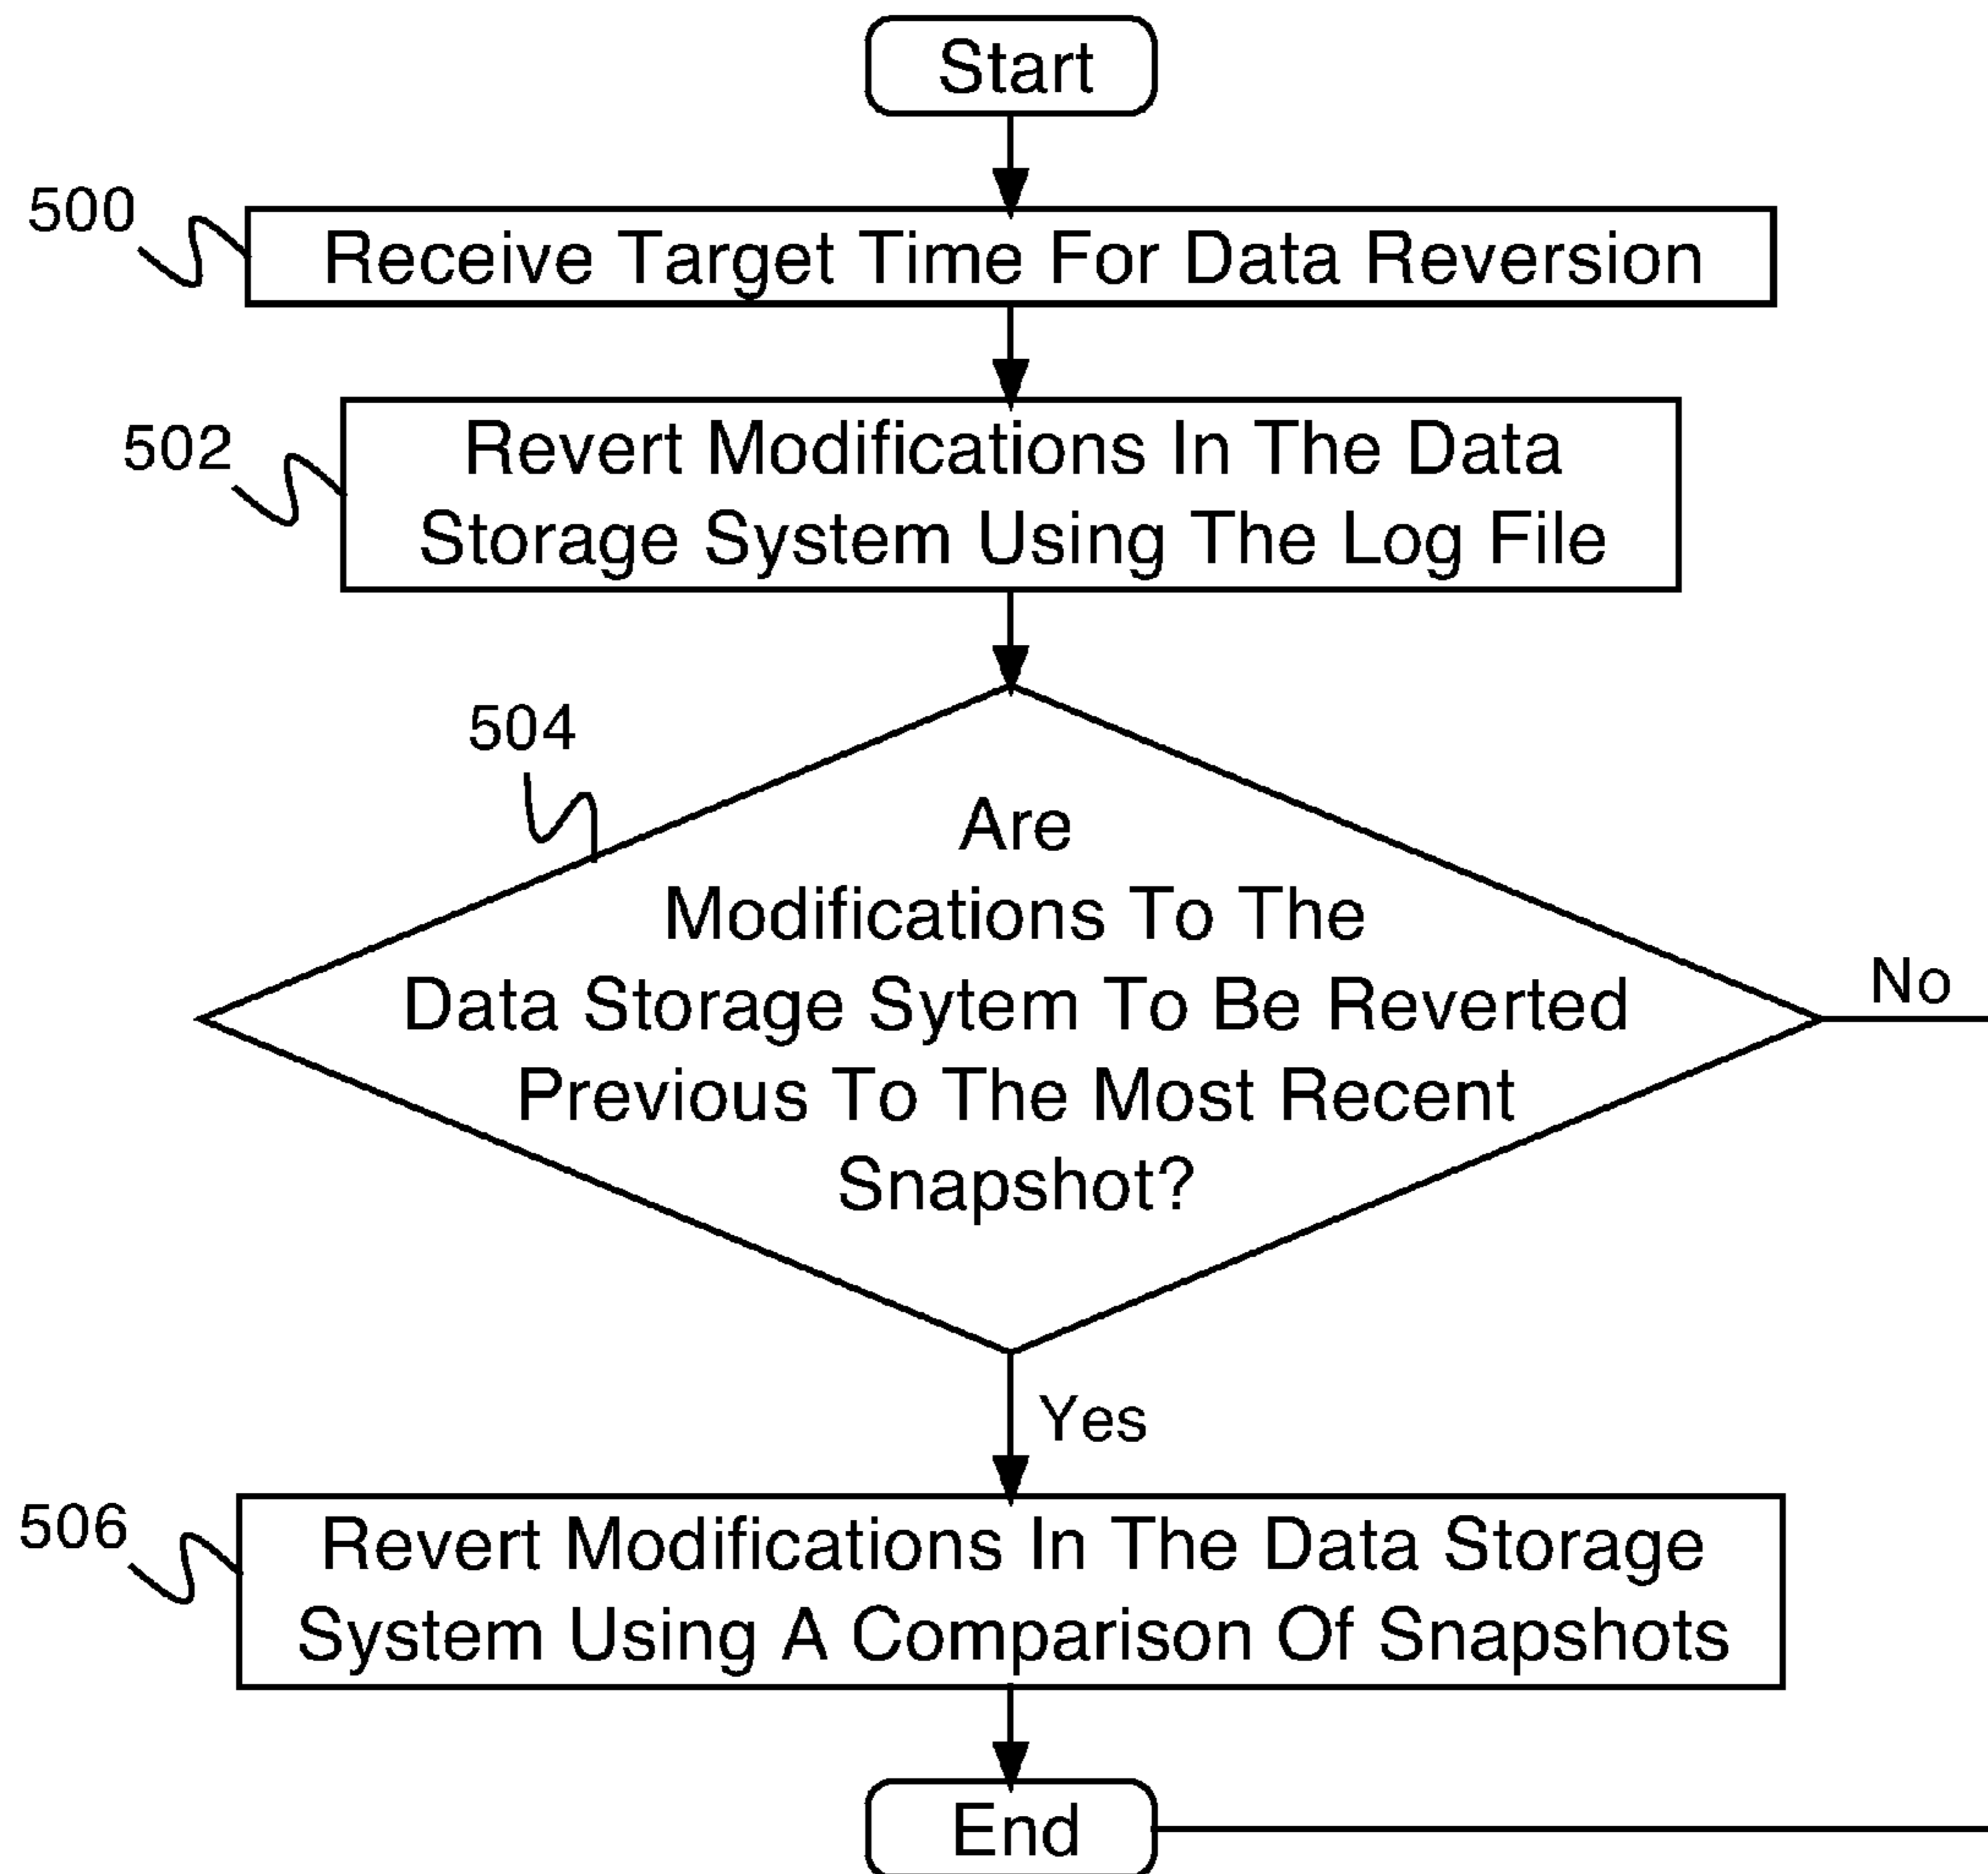 Start
500
Receive Target Time For Data Reversion
502
Revert Modifications In The Data
Storage System Using The Log File
504
Are
Modifications To The
Data Storage Sytem To Be Reverted
Previous To The Most Recent
Snapshot?
No
Yes
506
Revert Modifications In The Data Storage
System Using A Comparison Of Snapshots
End